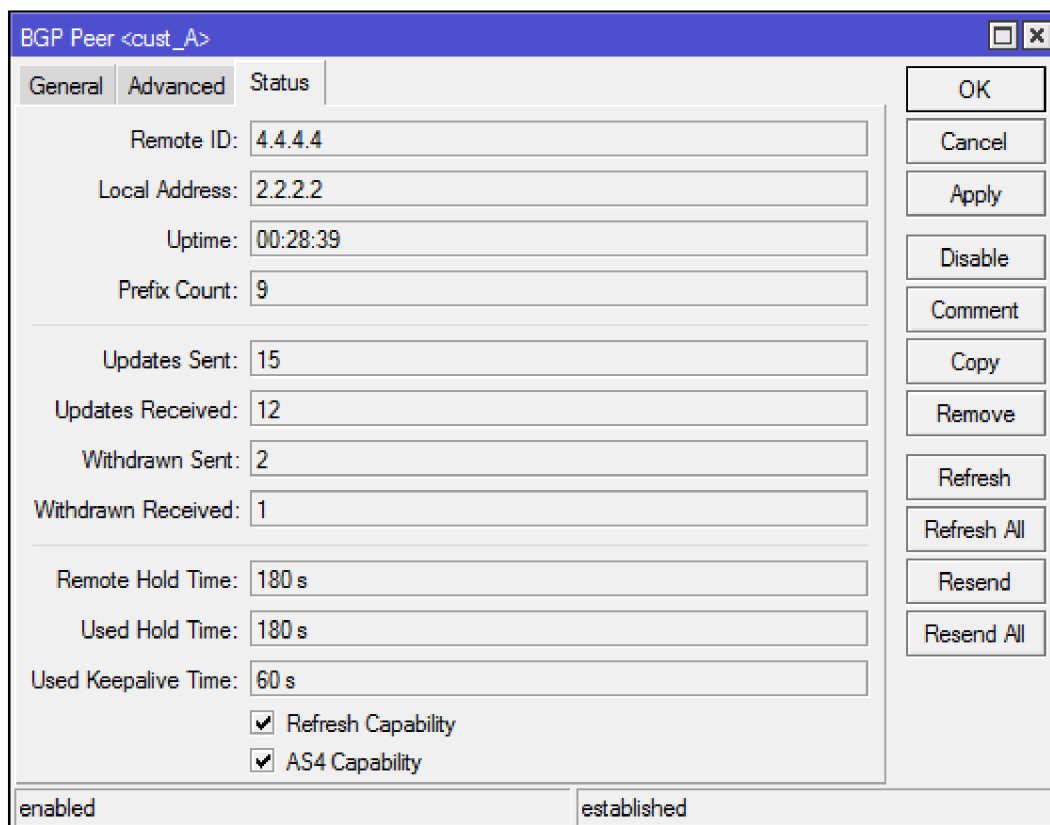 BGP Peer <cust_A>
General Advanced Status
Remote ID: 4.4.4.4
Local Address: 2.2.2.2
Uptime: 00:28:39
Prefix Count: 9
Updates Sent: 15
Updates Received: 12
Withdrawn Sent: 2
Withdrawn Received: 1
Remote Hold Time: 180 s
Used Hold Time: 180 s
Used Keepalive Time: 60 s
Refresh Capability
AS4 Capability
OK
Cancel
Apply
Disable
Comment
Copy
Remove
Refresh
Refresh All
Resend
Resend All
enabled established